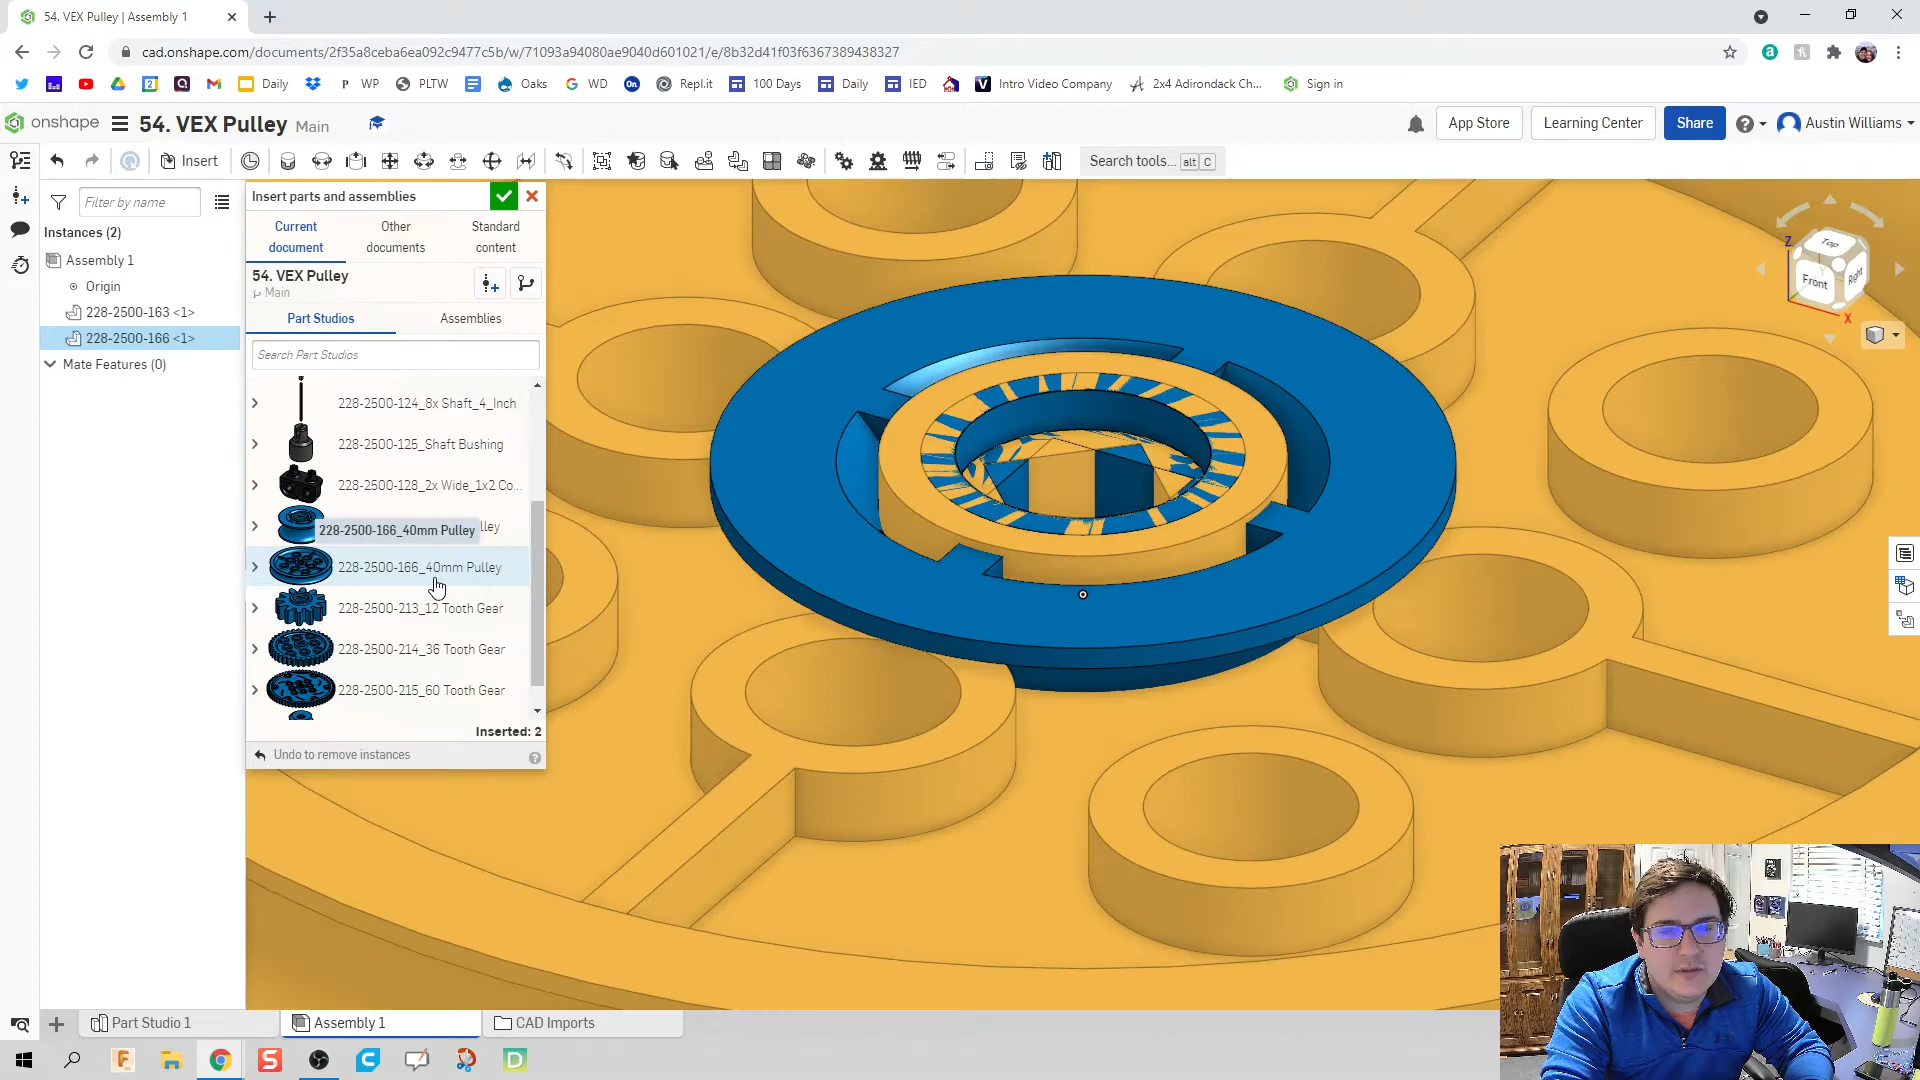 54. VEX Pulley | Assembly 1
cad.onshape.com/documents/2f35a8ceba6ea092c9477c5b/w/71093a94080ae9040d601021/e/8b32d41f03f6367389438327
Daily
P WP
PLTW
Oaks
G WD
On
Repl.it
100 Days
Daily
IED
Intro Video Company
2x4 Adirondack Ch...
Sign in
onshape
54. VEX Pulley Main
App Store
Learning Center
Share
Austin Williams
Insert
Search tools... alt C
Filter by name
Instances (2)
Assembly 1
Origin
228-2500-163 <1>
228-2500-166 <1>
Mate Features (0)
Insert parts and assemblies
Current document
Other documents
Standard content
54. VEX Pulley
Main
Part Studios
Assemblies
Search Part Studios
228-2500-124_8x Shaft_4_Inch
228-2500-125_Shaft Bushing
228-2500-128_2x Wide_1x2 Co...
lley
228-2500-166_40mm Pulley
228-2500-166_40mm Pulley
228-2500-213_12 Tooth Gear
228-2500-214_36 Tooth Gear
228-2500-215_60 Tooth Gear
Inserted: 2
Undo to remove instances
Top
Front
Right
Z
X
Part Studio 1
Assembly 1
CAD Imports